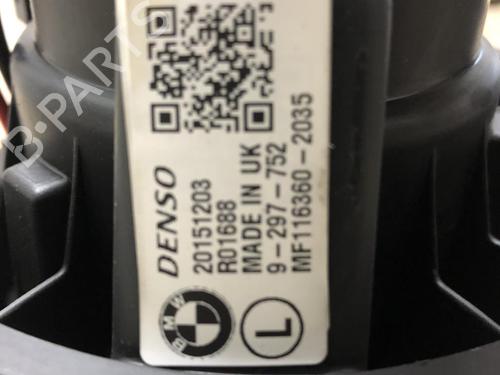 DENSO
20151203
R01688
MADE IN UK
9-297-752
MF116360-2035
BMW
L
B-PARTS